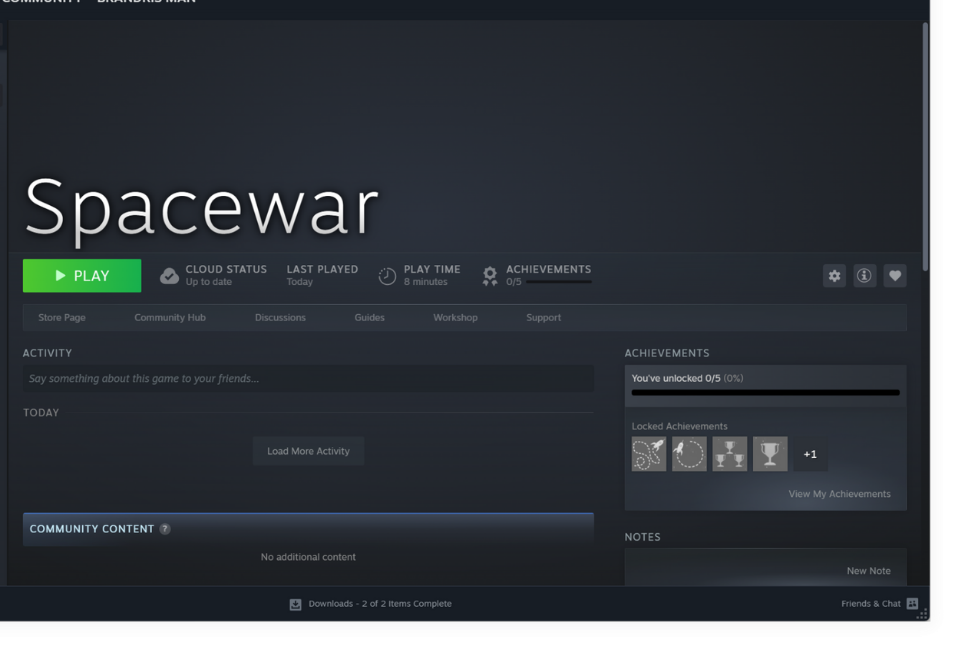 COMMUNITY BRANDRIS MAN
Spacewar
PLAY
CLOUD STATUS
Up to date
LAST PLAYED
Today
PLAY TIME
8 minutes
ACHIEVEMENTS
0/5
Store Page Community Hub Discussions Guides Workshop Support
ACTIVITY
Say something about this game to your friends...
TODAY
Load More Activity
COMMUNITY CONTENT ?
No additional content
ACHIEVEMENTS
You've unlocked 0/5 (0%)
Locked Achievements
+1
View My Achievements
NOTES
New Note
Downloads - 2 of 2 Items Complete
Friends & Chat